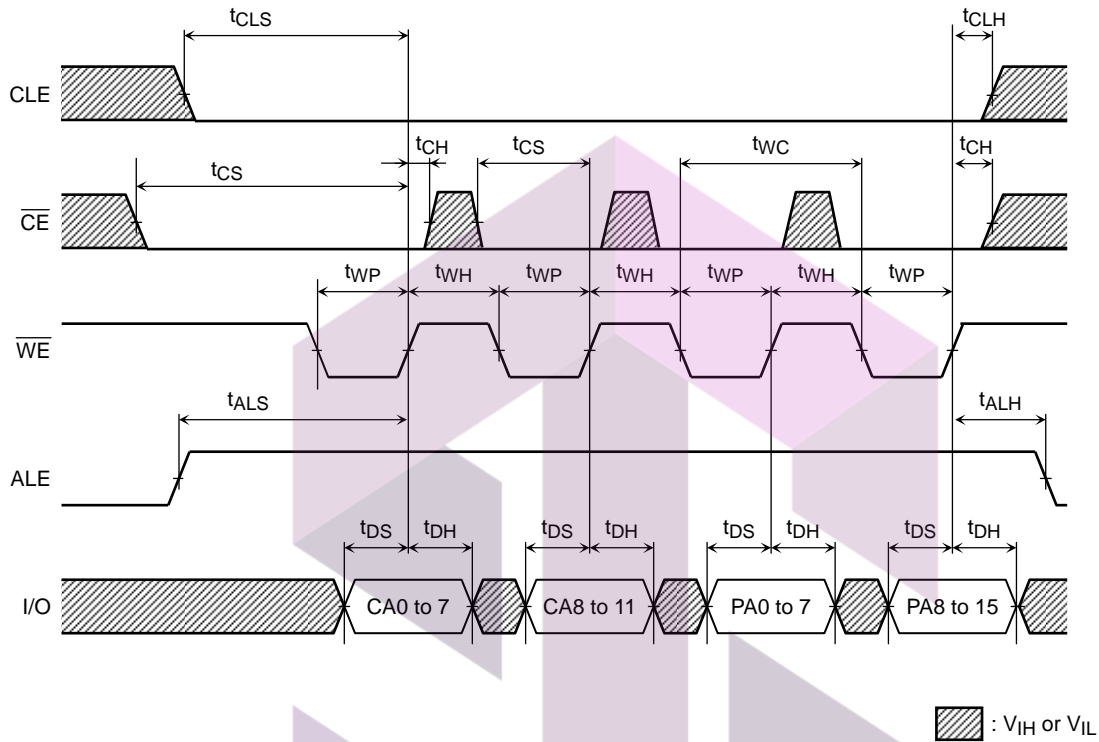 tCLS tCLH
CLE
tCH tCS tWC tCH
tCS
CE
tWP tWH tWP tWH tWP tWH tWP
WE
tALS tALH
ALE
tDS tDH tDS tDH tDS tDH tDS tDH
I/O CA0 to 7 CA8 to 11 PA0 to 7 PA8 to 15
: VIH or VIL